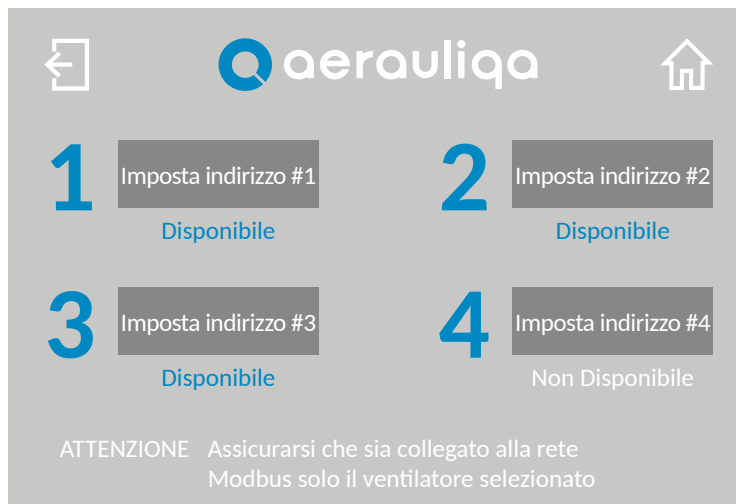 aerauliqa
1 Imposta indirizzo #1
2 Imposta indirizzo #2
Disponibile
Disponibile
3 Imposta indirizzo #3
4 Imposta indirizzo #4
Disponibile
Non Disponibile
ATTENZIONE Assicurarsi che sia collegato alla rete
Modbus solo il ventilatore selezionato